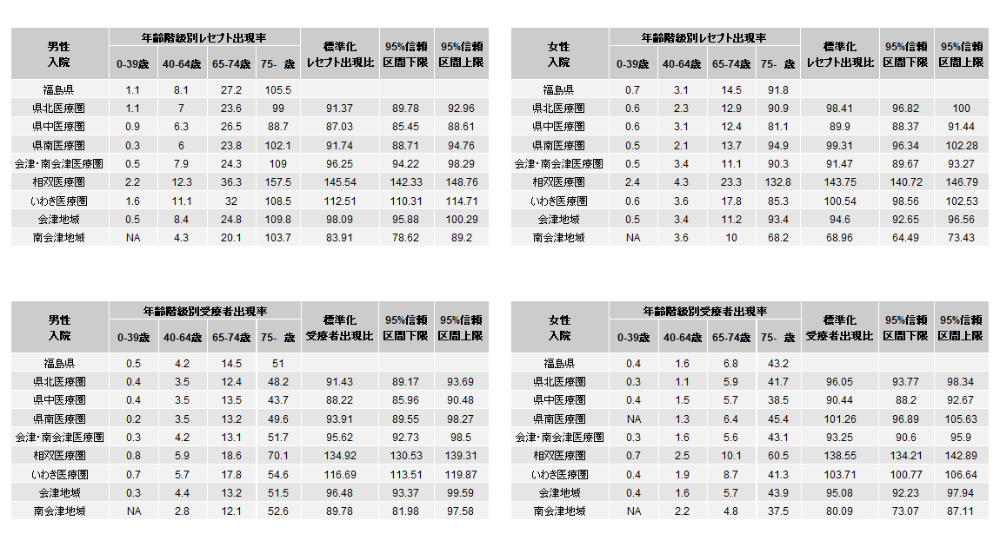 男性 入院 年齢階級別レセプト出現率 標準化 レセプト出現比 95%信頼 区間下限 95%信頼 区間上限
0-39歳 40-64歳 65-74歳 75- 歳
福島県 1.1 8.1 27.2 105.5
県北医療圏 1.1 7 23.6 99 91.37 89.78 92.96
県中医療圏 0.9 6.3 26.5 88.7 87.03 85.45 88.61
県南医療圏 0.3 6 23.8 102.1 91.74 88.71 94.76
会津・南会津医療圏 0.5 7.9 24.3 109 96.25 94.22 98.29
相双医療圏 2.2 12.3 36.3 157.5 145.54 142.33 148.76
いわき医療圏 1.6 11.1 32 108.5 112.51 110.31 114.71
会津地域 0.5 8.4 24.8 109.8 98.09 95.88 100.29
南会津地域 NA 4.3 20.1 103.7 83.91 78.62 89.2
女性 入院 年齢階級別レセプト出現率 標準化 レセプト出現比 95%信頼 区間下限 95%信頼 区間上限
0-39歳 40-64歳 65-74歳 75- 歳
福島県 0.7 3.1 14.5 91.8
県北医療圏 0.6 2.3 12.9 90.9 98.41 96.82 100
県中医療圏 0.6 3.1 12.4 81.1 89.9 88.37 91.44
県南医療圏 0.5 2.1 13.7 94.9 99.31 96.34 102.28
会津・南会津医療圏 0.5 3.4 11.1 90.3 91.47 89.67 93.27
相双医療圏 2.4 4.3 23.3 132.8 143.75 140.72 146.79
いわき医療圏 0.6 3.6 17.8 85.3 100.54 98.56 102.53
会津地域 0.5 3.4 11.2 93.4 94.6 92.65 96.56
南会津地域 NA 3.6 10 68.2 68.96 64.49 73.43
男性 入院 年齢階級別受療者出現率 標準化 受療者出現比 95%信頼 区間下限 95%信頼 区間上限
0-39歳 40-64歳 65-74歳 75- 歳
福島県 0.5 4.2 14.5 51
県北医療圏 0.4 3.5 12.4 48.2 91.43 89.17 93.69
県中医療圏 0.4 3.5 13.5 43.7 88.22 85.96 90.48
県南医療圏 0.2 3.5 13.2 49.6 93.91 89.55 98.27
会津・南会津医療圏 0.3 4.2 13.1 51.7 95.62 92.73 98.5
相双医療圏 0.8 5.9 18.6 70.1 134.92 130.53 139.31
いわき医療圏 0.7 5.7 17.8 54.6 116.69 113.51 119.87
会津地域 0.3 4.4 13.2 51.5 96.48 93.37 99.59
南会津地域 NA 2.8 12.1 52.6 89.78 81.98 97.58
女性 入院 年齢階級別受療者出現率 標準化 受療者出現比 95%信頼 区間下限 95%信頼 区間上限
0-39歳 40-64歳 65-74歳 75- 歳
福島県 0.4 1.6 6.8 43.2
県北医療圏 0.3 1.1 5.9 41.7 96.05 93.77 98.34
県中医療圏 0.4 1.5 5.7 38.5 90.44 88.2 92.67
県南医療圏 NA 1.3 6.4 45.4 101.26 96.89 105.63
会津・南会津医療圏 0.3 1.6 5.6 43.1 93.25 90.6 95.9
相双医療圏 0.7 2.5 10.1 60.5 138.55 134.21 142.89
いわき医療圏 0.4 1.9 8.7 41.3 103.71 100.77 106.64
会津地域 0.4 1.6 5.7 43.9 95.08 92.23 97.94
南会津地域 NA 2.2 4.8 37.5 80.09 73.07 87.11